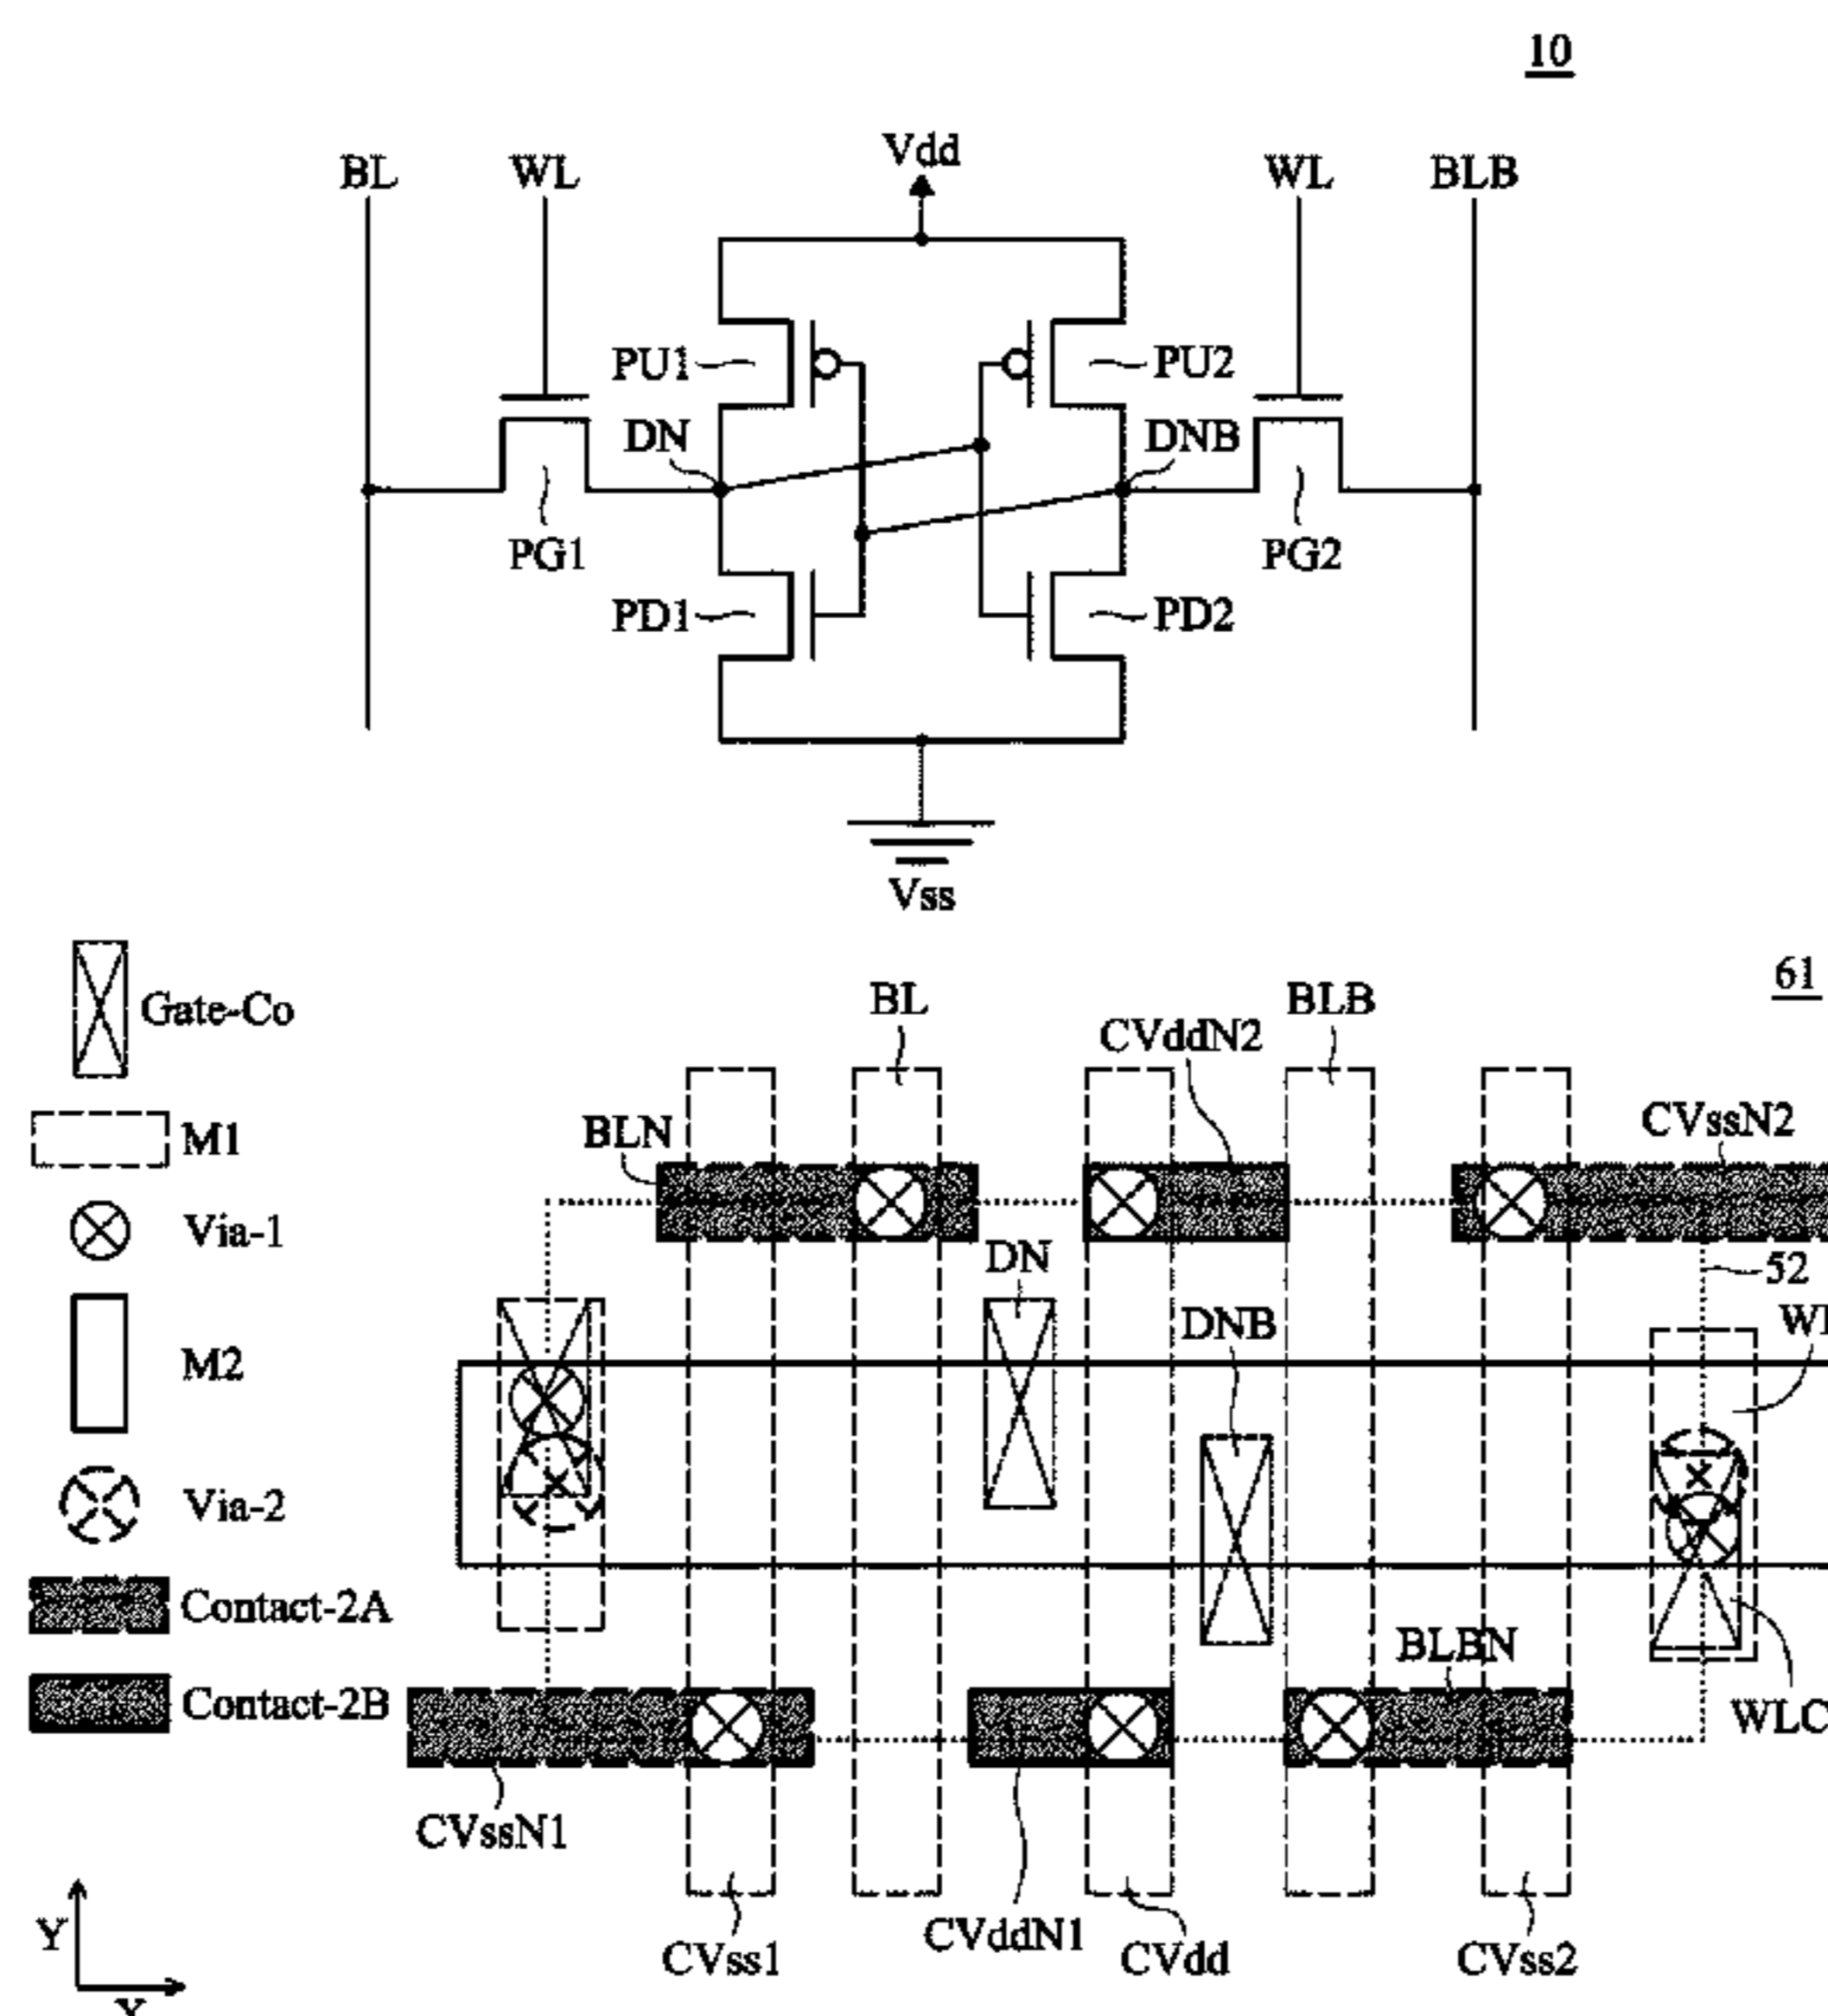 10
BL
WL
Vdd
WL
BLB
PU1
PU2
DN
DNB
PG1
PG2
PD1
PD2
Vss
61
Gate-Co
BL
BLB
CVddN2
M1
BLN
CVssN2
Via-1
DN
52
DNB
M2
Via-2
Contact-2A
BLBN
Contact-2B
WLC
CVssN1
Y
CVss1
CVddN1
CVdd
CVss2
X